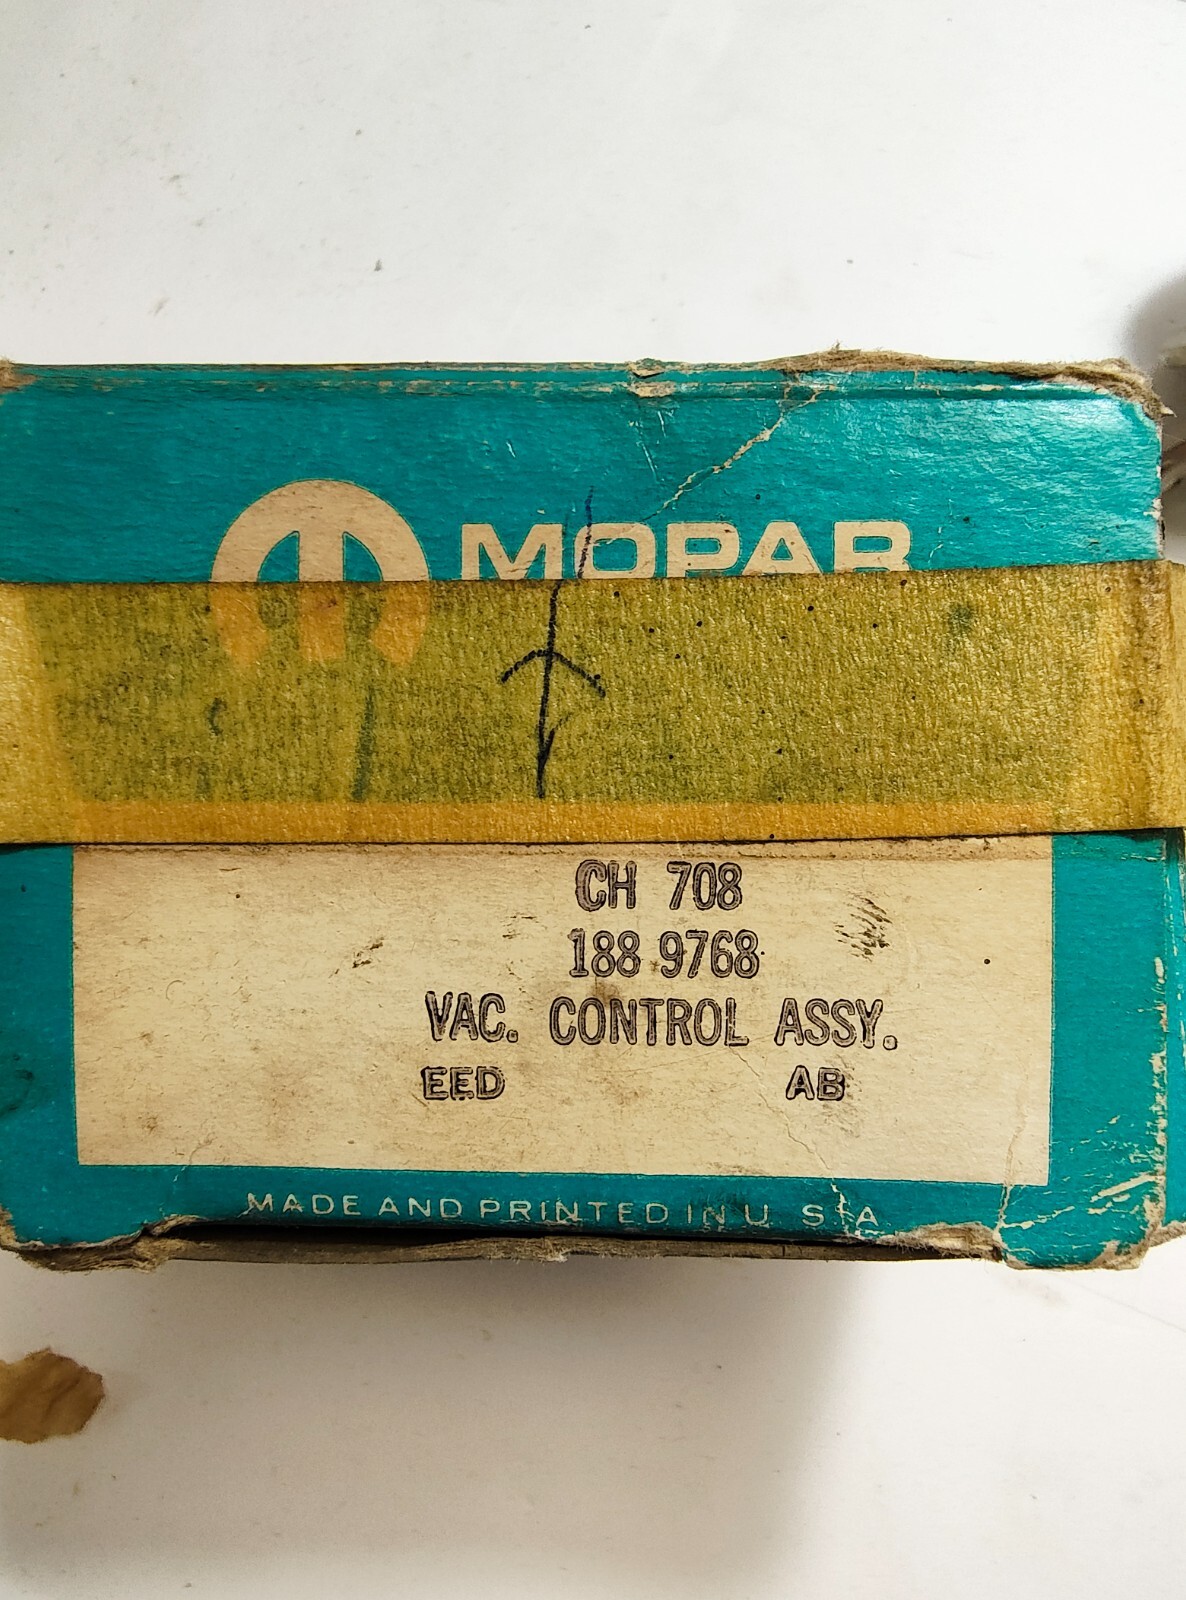 MOPAR
CH 708
188 9768
VAC. CONTROL ASSY.
EED AB
MADE AND PRINTED IN U S A